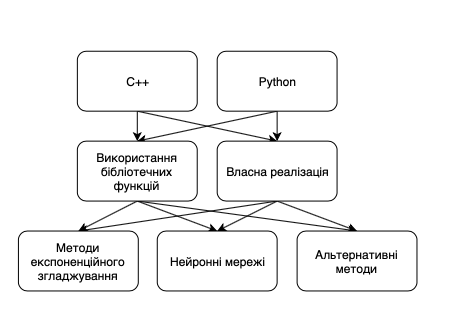 C++
Python
Використання
бібліотечних
функцій
Власна реалізація
Методи
експоненційного
згладжування
Нейронні мережі
Альтернативні
методи